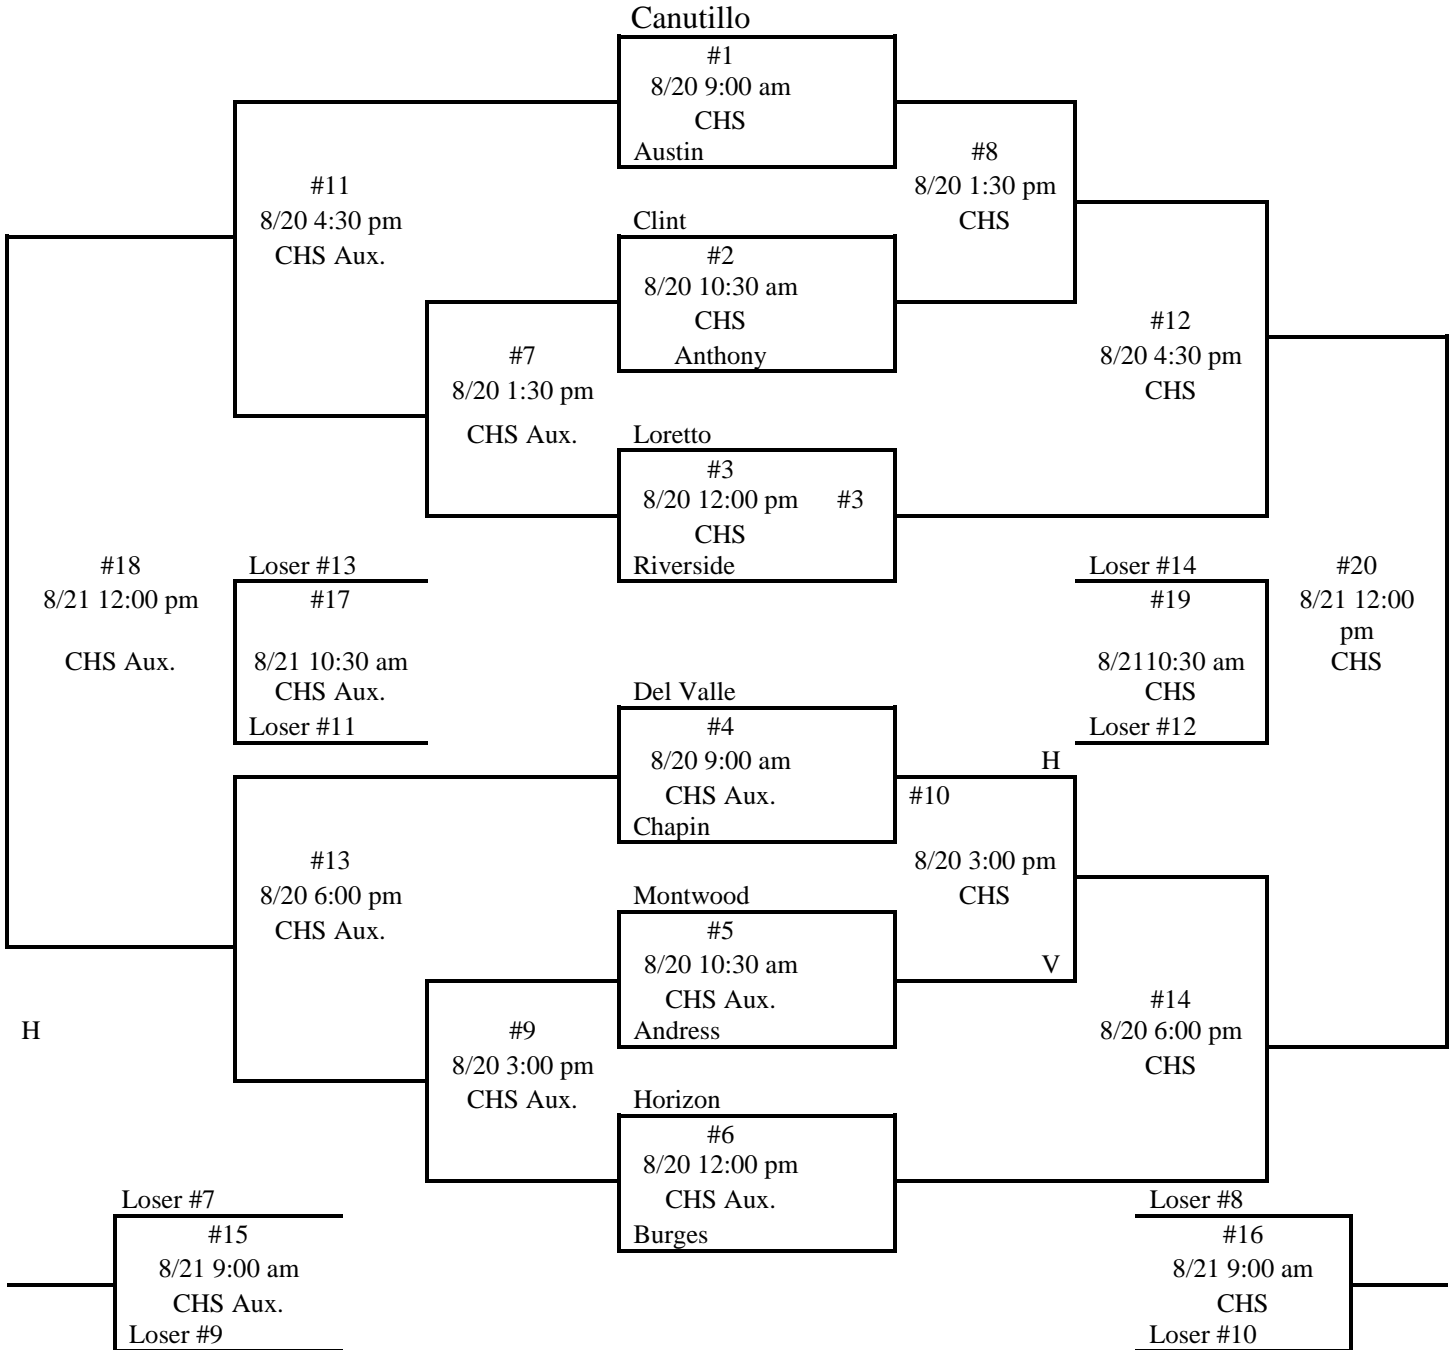 Canutillo
#1
8/20 9:00 am
CHS
Austin
#8
8/20 1:30 pm
CHS
#11
8/20 4:30 pm
CHS Aux.
Clint
#2
8/20 10:30 am
CHS
Anthony
#7
8/20 1:30 pm
CHS Aux.
#12
8/20 4:30 pm
CHS
Loretto
#3
8/20 12:00 pm #3
CHS
Riverside
#18
8/21 12:00 pm
CHS Aux.
Loser #13
#17
8/21 10:30 am
CHS Aux.
Loser #11
Loser #14
#19
8/2110:30 am
CHS
Loser #12
#20
8/21 12:00
pm
CHS
Del Valle
#4
8/20 9:00 am
CHS Aux.
Chapin
H
#10
8/20 3:00 pm
CHS
V
#13
8/20 6:00 pm
CHS Aux.
Montwood
#5
8/20 10:30 am
CHS Aux.
Andress
H
#9
8/20 3:00 pm
CHS Aux.
#14
8/20 6:00 pm
CHS
Horizon
#6
8/20 12:00 pm
CHS Aux.
Burges
Loser #7
#15
8/21 9:00 am
CHS Aux.
Loser #9
Loser #8
#16
8/21 9:00 am
CHS
Loser #10